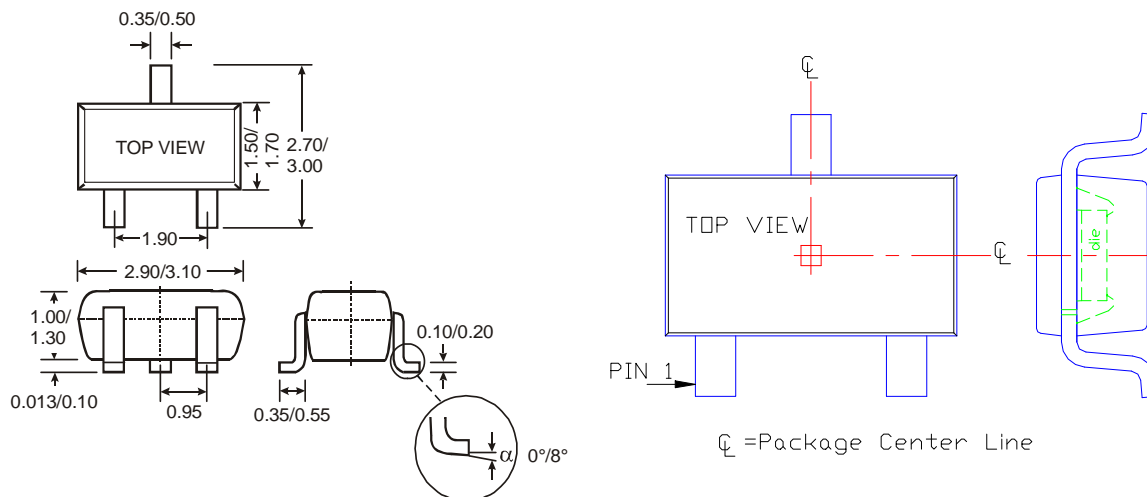 0.35/0.50
TOP VIEW
1.50/
1.70
2.70/
3.00
1.90
2.90/3.10
1.00/
1.30
0.013/0.10
0.95
0.35/0.55
0.10/0.20
α 0°/8°
℄
TOP VIEW
℄
die
PIN 1
℄ =Package Center Line